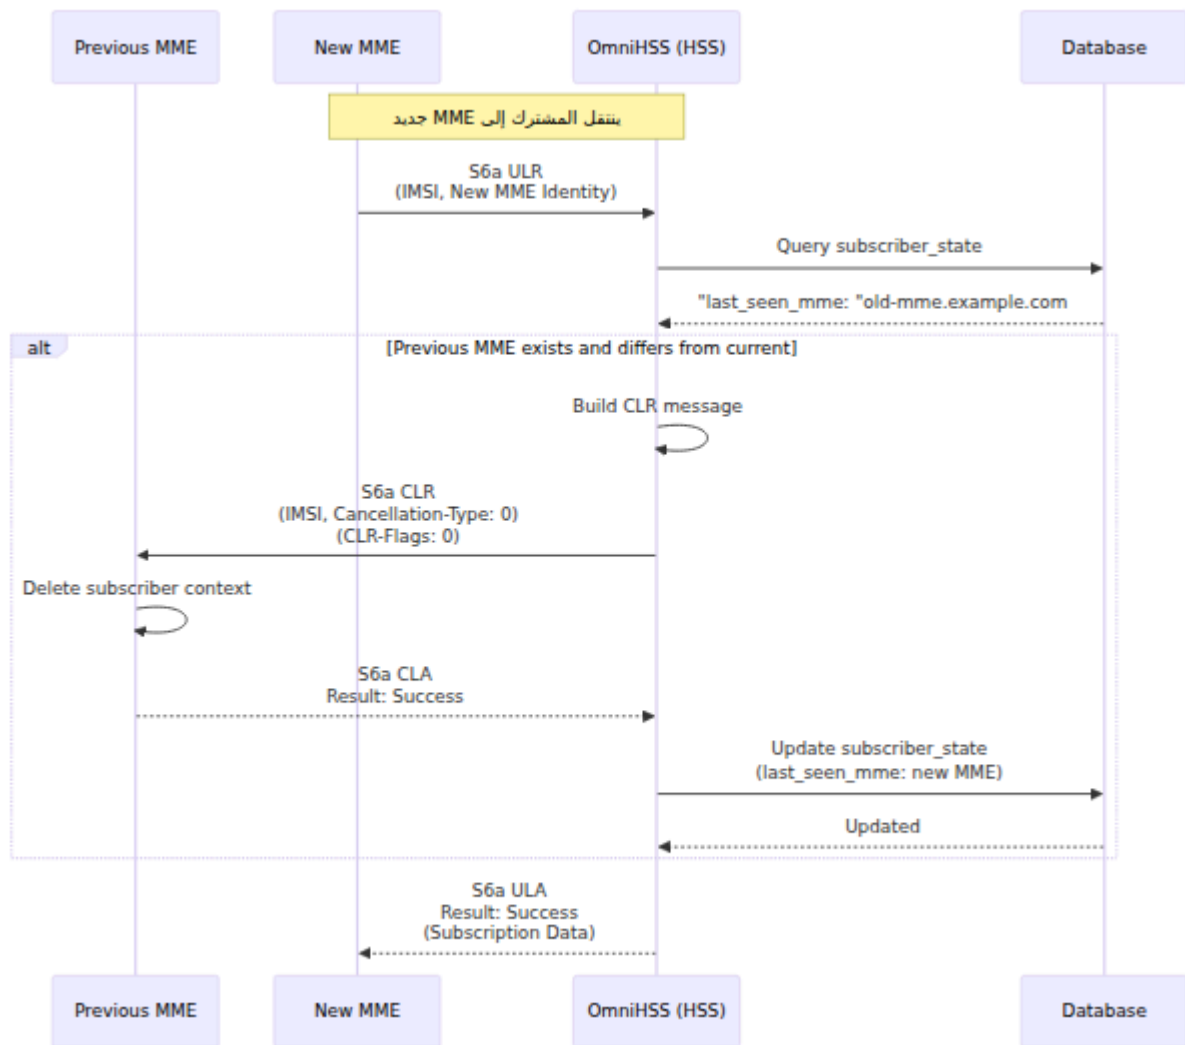 Previous MME
New MME
OmniHSS (HSS)
Database
ينتقل المشترك إلى MME جديد
S6a ULR
(IMSI, New MME Identity)
Query subscriber_state
"last_seen_mme: "old-mme.example.com
alt
[Previous MME exists and differs from current]
Build CLR message
S6a CLR
(IMSI, Cancellation-Type: 0)
(CLR-Flags: 0)
Delete subscriber context
S6a CLA
Result: Success
Update subscriber_state
(last_seen_mme: new MME)
Updated
S6a ULA
Result: Success
(Subscription Data)
Previous MME
New MME
OmniHSS (HSS)
Database